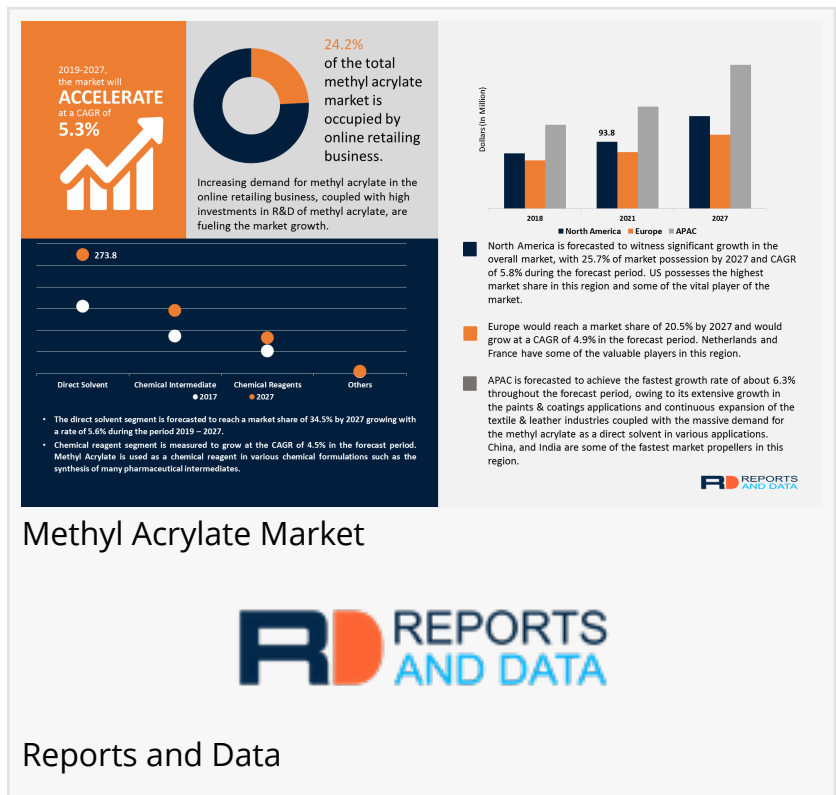 2019-2027,
the market will
ACCELERATE
at a CAGR of
5.3%
24.2%
of the total
methyl acrylate
market is
occupied by
online retailing
business.
Increasing demand for methyl acrylate in the
online retailing business, coupled with high
investments in R&D of methyl acrylate, are
fueling the market growth.
Dollars (In Million)
93.8
2018 2021 2027
North America Europe APAC
273.8
Direct Solvent Chemical Intermediate Chemical Reagents Others
2017 2027
• The direct solvent segment is forecasted to reach a market share of 34.5% by 2027 growing with
a rate of 5.6% during the period 2019 – 2027.
• Chemical reagent segment is measured to grow at the CAGR of 4.5% in the forecast period.
Methyl Acrylate is used as a chemical reagent in various chemical formulations such as the
synthesis of many pharmaceutical intermediates.
North America is forecasted to witness significant growth in the
overall market, with 25.7% of market possession by 2027 and CAGR
of 5.8% during the forecast period. US possesses the highest
market share in this region and some of the vital player of the
market.
Europe would reach a market share of 20.5% by 2027 and would
grow at a CAGR of 4.9% in the forecast period. Netherlands and
France have some of the valuable players in this region.
APAC is forecasted to achieve the fastest growth rate of about 6.3%
throughout the forecast period, owing to its extensive growth in
the paints & coatings applications and continuous expansion of the
textile & leather industries coupled with the massive demand for
the methyl acrylate as a direct solvent in various applications.
China, and India are some of the fastest market propellers in this
region.
RD REPORTS
AND DATA
Methyl Acrylate Market
RD REPORTS
AND DATA
Reports and Data